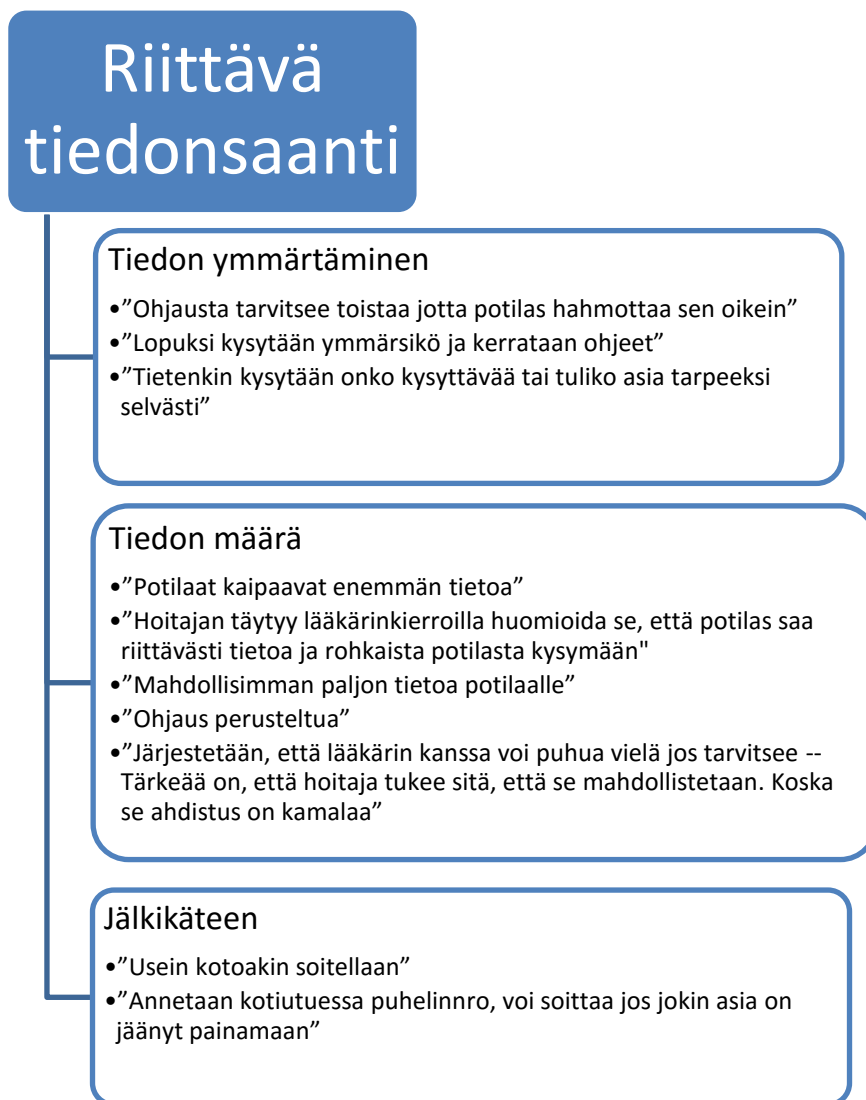 Riittävä
tiedonsaanti
Tiedon ymmärtäminen
•”Ohjausta tarvitsee toistaa jotta potilas hahmottaa sen oikein”
•”Lopuksi kysytään ymmärsikö ja kerrataan ohjeet”
•”Tietenkin kysytään onko kysyttävää tai tuliko asia tarpeeksi
selvästi”
Tiedon määrä
•”Potilaat kaipaavat enemmän tietoa”
•”Hoitajan täytyy lääkärinkierroilla huomioida se, että potilas saa
riittävästi tietoa ja rohkaista potilasta kysymään"
•”Mahdollisimman paljon tietoa potilaalle”
•”Ohjaus perusteltua”
•”Järjestetään, että lääkärin kanssa voi puhua vielä jos tarvitsee --
Tärkeää on, että hoitaja tukee sitä, että se mahdollistetaan. Koska
se ahdistus on kamalaa”
Jälkikäteen
•”Usein kotoakin soitellaan”
•”Annetaan kotiutuessa puhelinnro, voi soittaa jos jokin asia on
jäänyt painamaan”